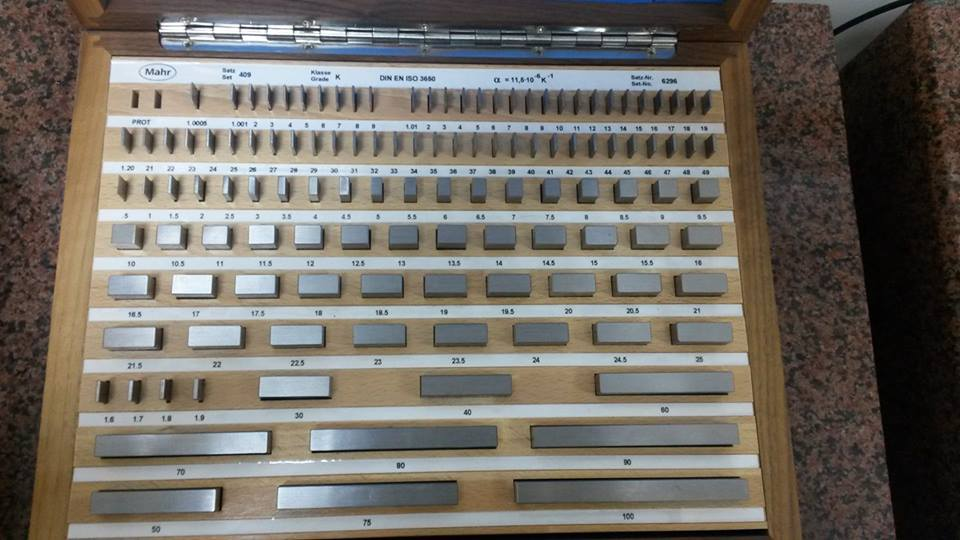 Mahr
Satz
Set 409
Klasse
Grade K
DIN EN ISO 3650
α = 11,5·10⁻⁶K⁻¹
Satz-Nr.
Set-No. 6296
PROT 1.0005 1.001 2 3 4 5 6 7 8 9 1.01 2 3 4 5 6 7 8 9 10 11 12 13 14 15 16 17 18 19
1.20 21 22 23 24 25 26 27 28 29 30 31 32 33 34 35 36 37 38 39 40 41 42 43 44 45 46 47 48 49
.5 1 1.5 2 2.5 3 3.5 4 4.5 5 5.5 6 6.5 7 7.5 8 8.5 9 9.5
10 10.5 11 11.5 12 12.5 13 13.5 14 14.5 15 15.5 16
16.5 17 17.5 18 18.5 19 19.5 20 20.5 21
21.5 22 22.5 23 23.5 24 24.5 25
1.6 1.7 1.8 1.9 30 40 60
70 80 90
50 75 100